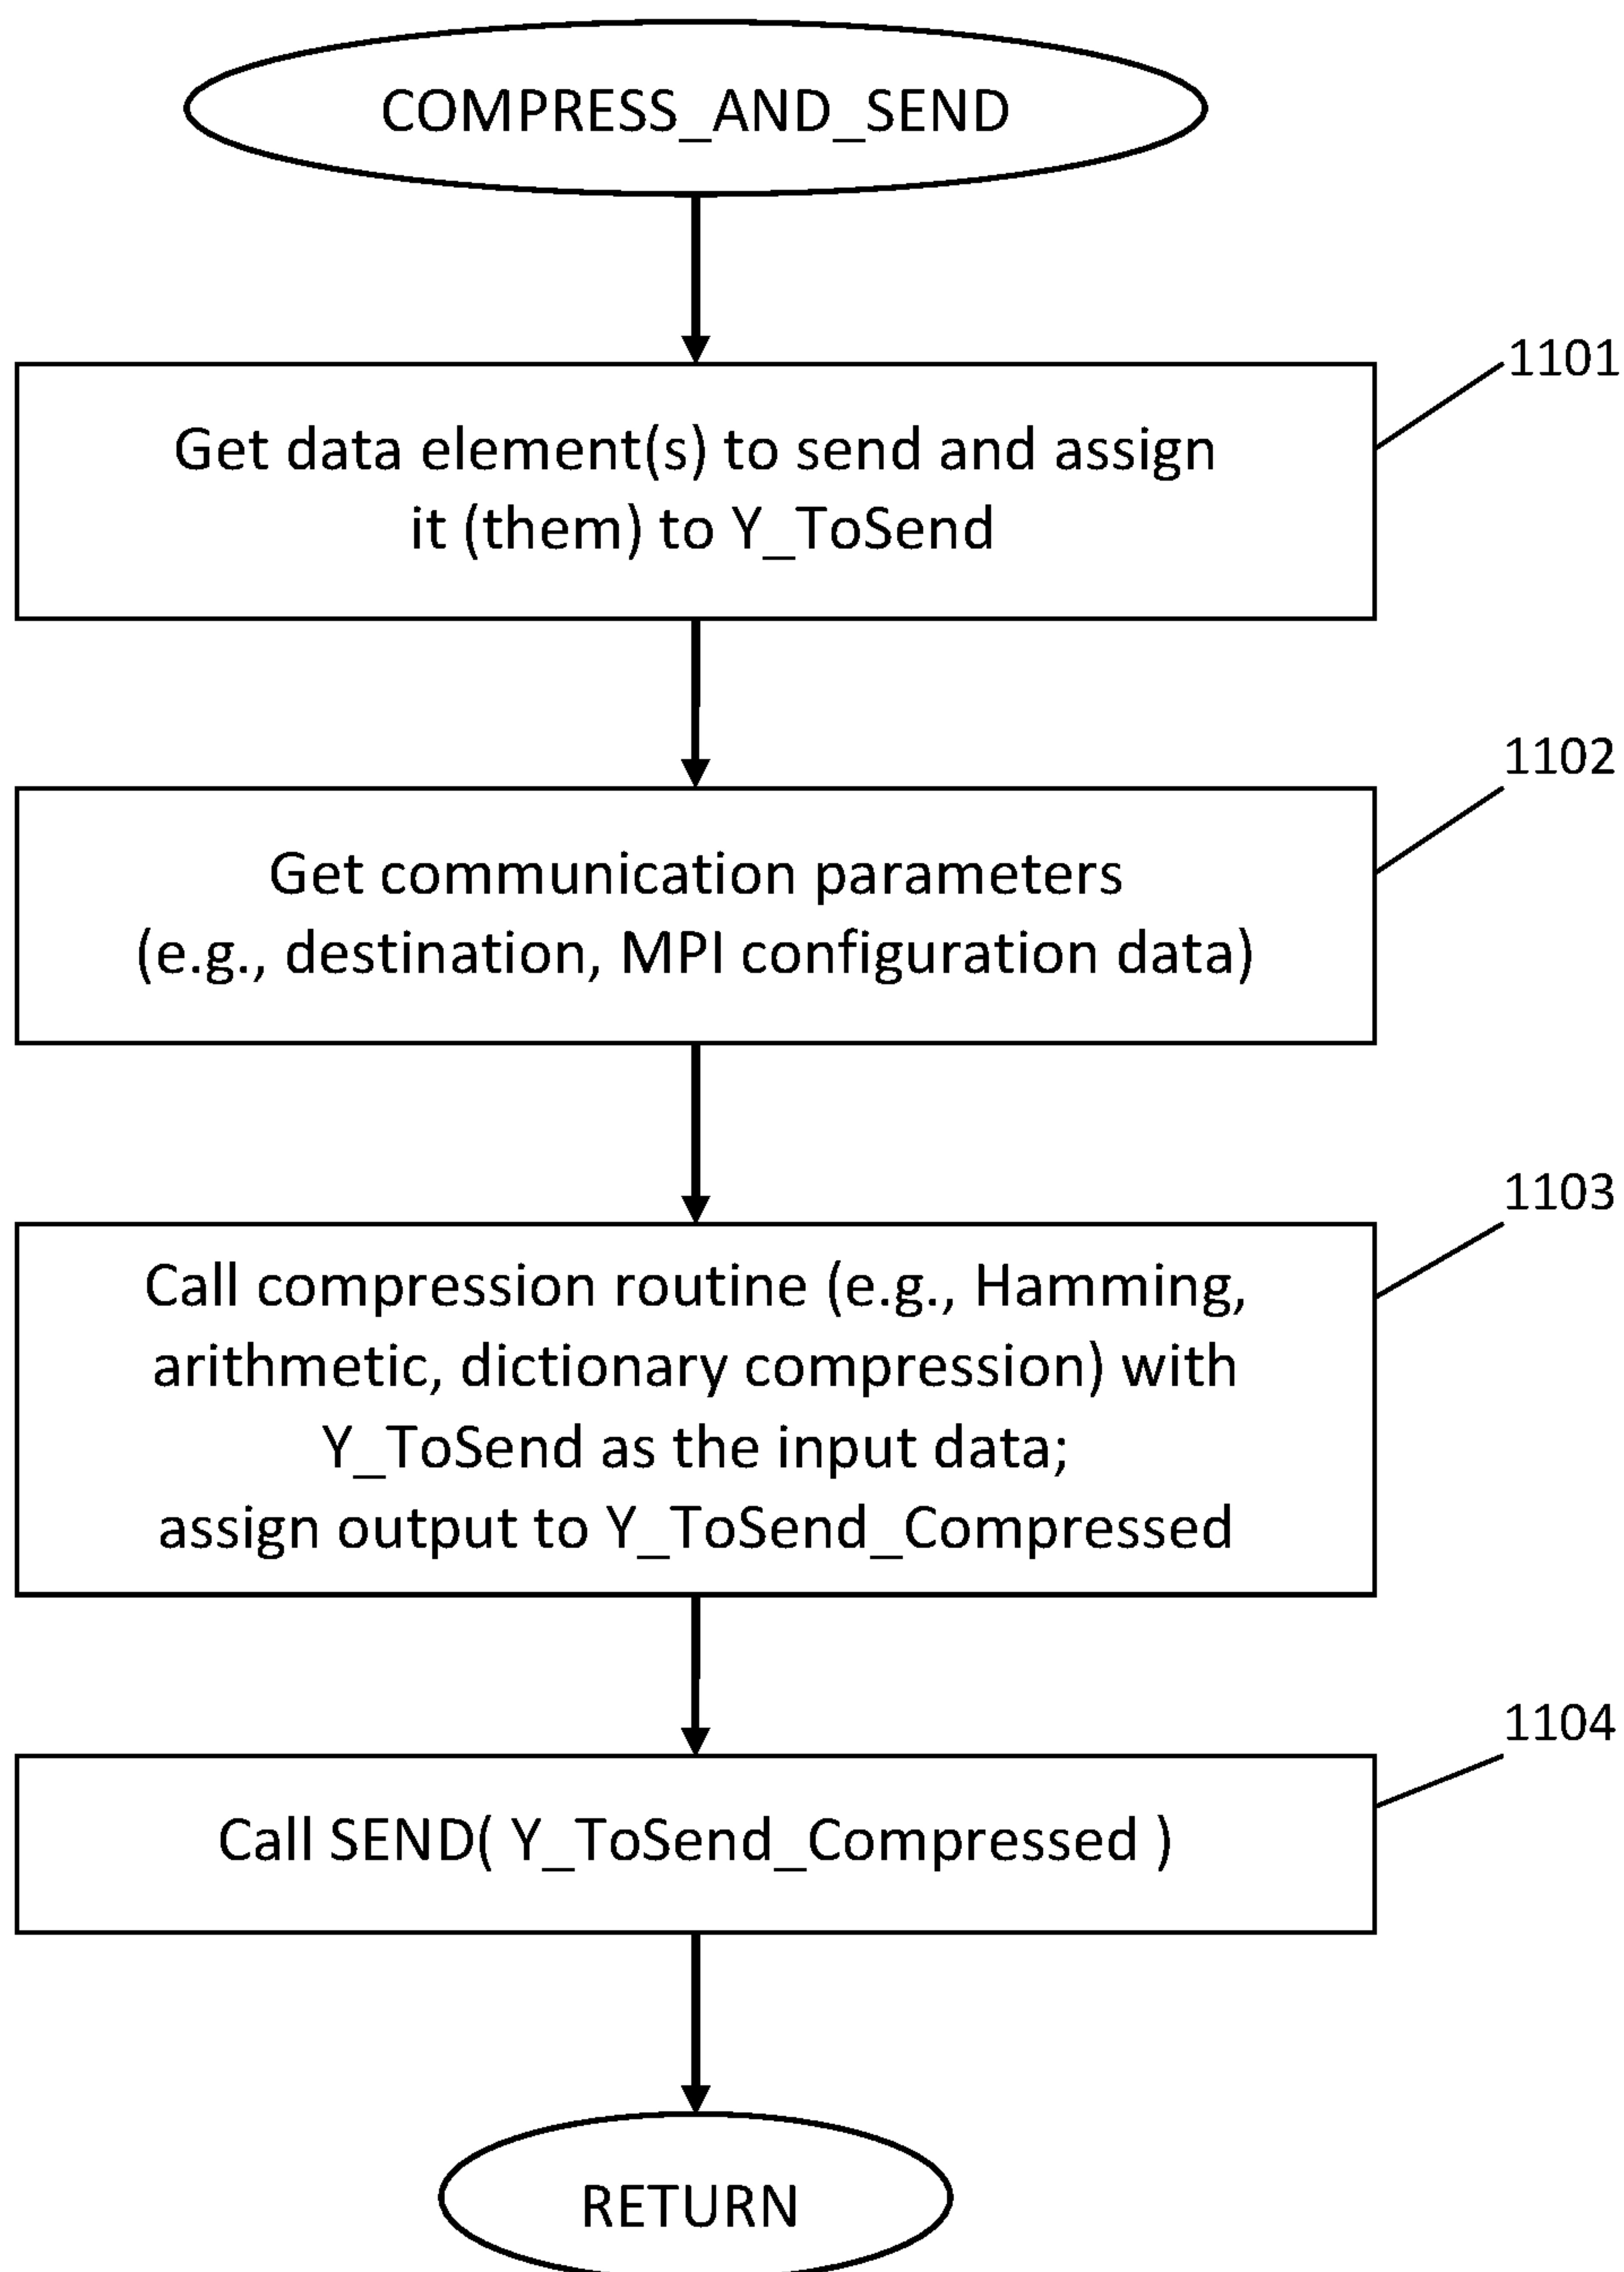 COMPRESS_AND_SEND
1101
Get data element(s) to send and assign
it (them) to Y_ToSend
1102
Get communication parameters
(e.g., destination, MPI configuration data)
1103
Call compression routine (e.g., Hamming,
arithmetic, dictionary compression) with
Y_ToSend as the input data;
assign output to Y_ToSend_Compressed
1104
Call SEND( Y_ToSend_Compressed )
RETURN